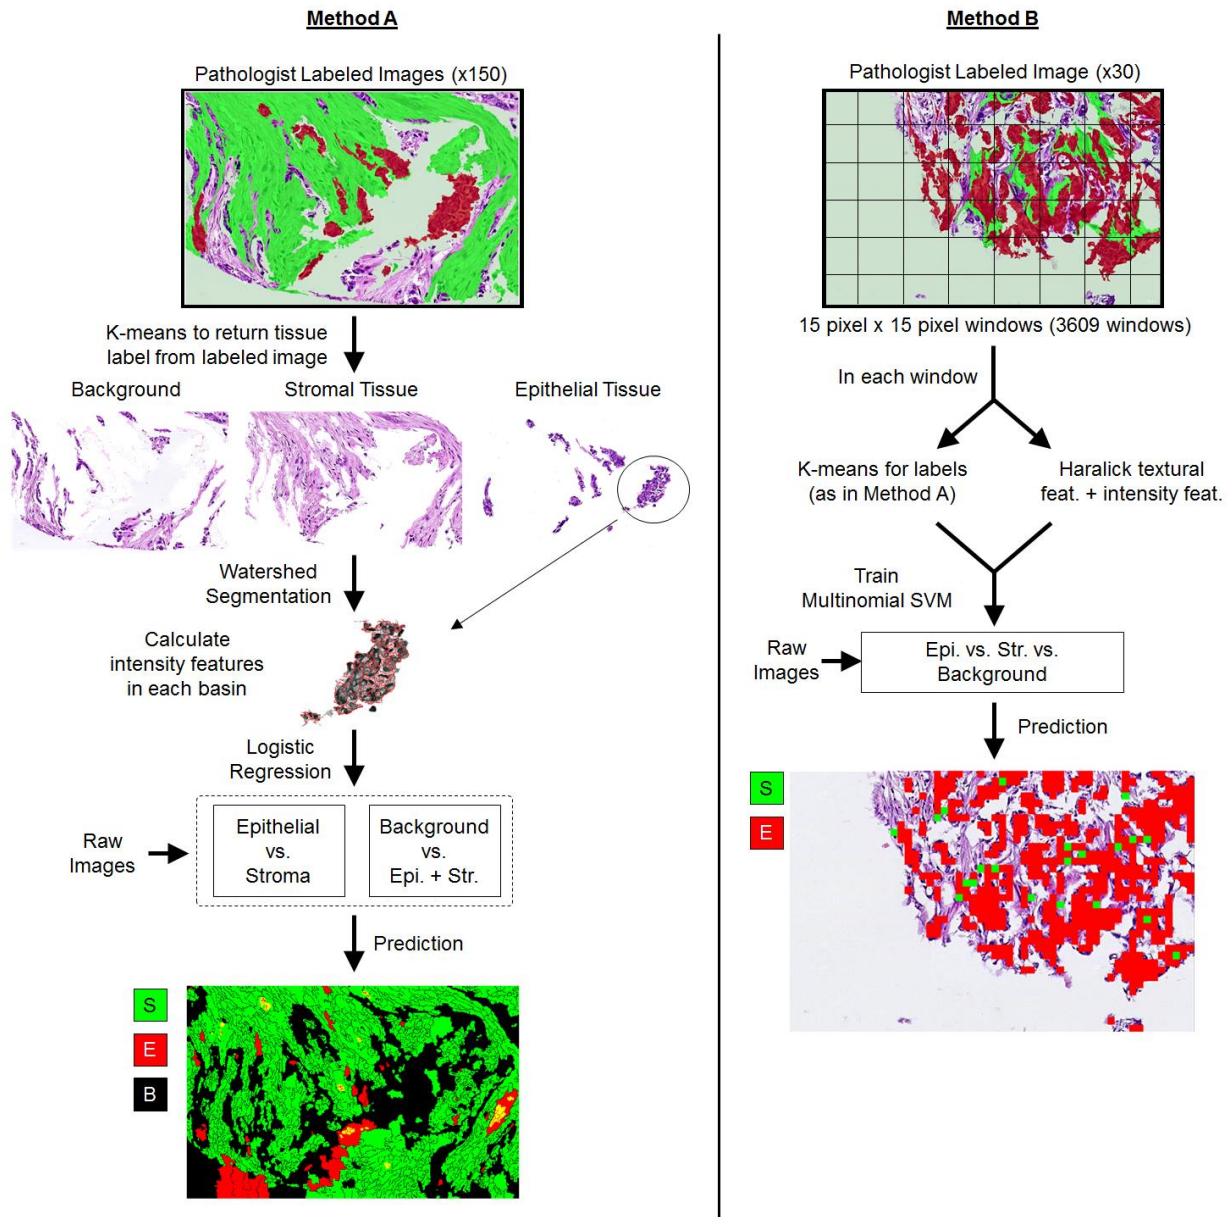 Method A
Pathologist Labeled Images (x150)
K-means to return tissue
label from labeled image
Background
Stromal Tissue
Epithelial Tissue
Watershed
Segmentation
Calculate
intensity features
in each basin
Logistic
Regression
Raw
Images
Epithelial
vs.
Stroma
Background
vs.
Epi. + Str.
Prediction
S
E
B
Method B
Pathologist Labeled Image (x30)
15 pixel x 15 pixel windows (3609 windows)
In each window
K-means for labels
(as in Method A)
Haralick textural
feat. + intensity feat.
Train
Multinomial SVM
Raw
Images
Epi. vs. Str. vs.
Background
Prediction
S
E